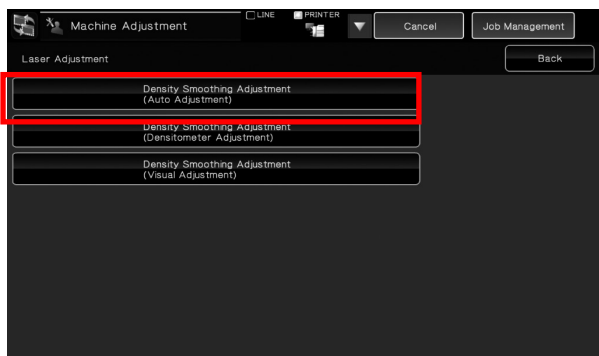 Machine Adjustment
LINE
PRINTER
Cancel
Job Management
Laser Adjustment
Back
Density Smoothing Adjustment
(Auto Adjustment)
Density Smoothing Adjustment
(Densitometer Adjustment)
Density Smoothing Adjustment
(Visual Adjustment)